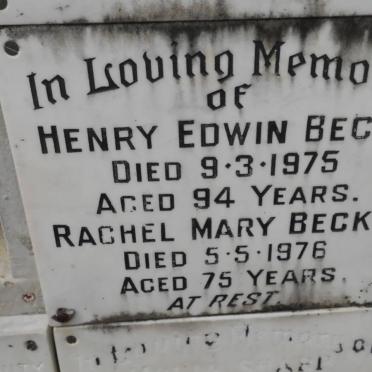 In Loving Memo
OF
HENRY EDWIN BEC
DIED 9·3·1975
AGED 94 YEARS.
RACHEL MARY BECK
DIED 5·5·1976
AGED 75 YEARS.
AT REST.